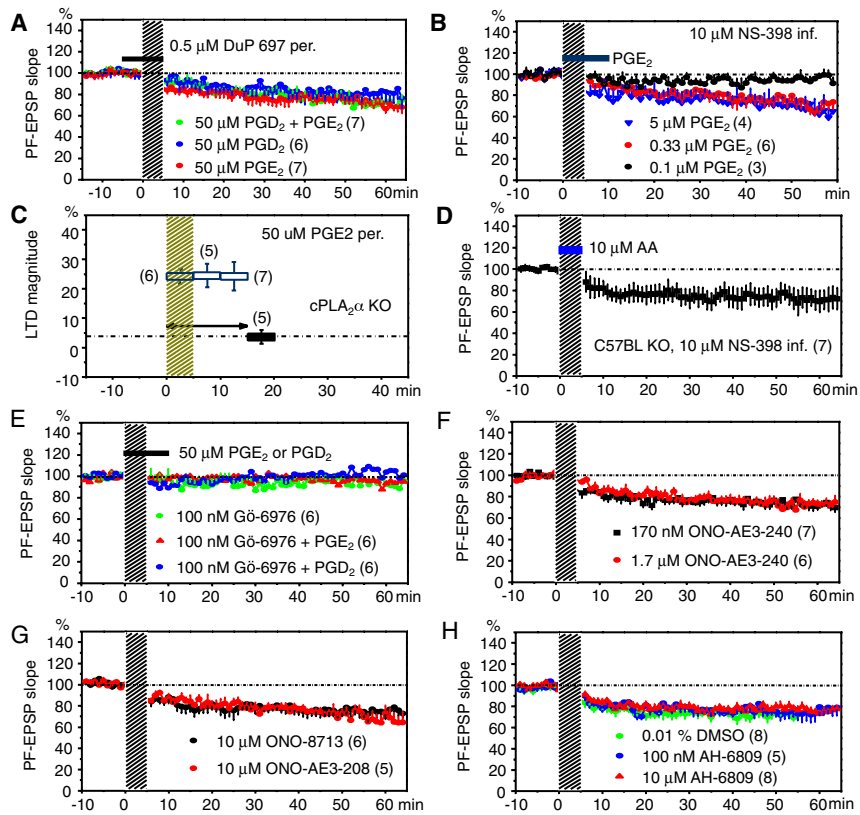 A
%
140
120
100
80
60
40
20
0
PF-EPSP slope
0.5 µM DuP 697 per.
50 µM PGD₂ + PGE₂ (7)
50 µM PGD₂ (6)
50 µM PGE₂ (7)
-10 0 10 20 30 40 50 60 min
B
%
140
120
100
80
60
40
20
0
PF-EPSP slope
10 µM NS-398 inf.
PGE₂
5 µM PGE₂ (4)
0.33 µM PGE₂ (6)
0.1 µM PGE₂ (3)
-10 0 10 20 30 40 50 60
min
C
%
60
50
40
30
20
10
0
-10
LTD magnitude
50 uM PGE2 per.
(5)
(6)
(7)
(5)
cPLA₂α KO
-10 0 10 20 30 40 min
D
%
140
120
100
80
60
40
20
0
PF-EPSP slope
10 µM AA
C57BL KO, 10 µM NS-398 inf. (7)
-10 0 10 20 30 40 50 60 min
E
%
140
120
100
80
60
40
20
0
PF-EPSP slope
50 µM PGE₂ or PGD₂
100 nM Gö-6976 (6)
100 nM Gö-6976 + PGE₂ (6)
100 nM Gö-6976 + PGD₂ (6)
-10 0 10 20 30 40 50 60 min
F
%
140
120
100
80
60
40
20
0
PF-EPSP slope
170 nM ONO-AE3-240 (7)
1.7 µM ONO-AE3-240 (6)
-10 0 10 20 30 40 50 60 min
G
%
140
120
100
80
60
40
20
0
PF-EPSP slope
10 µM ONO-8713 (6)
10 µM ONO-AE3-208 (5)
-10 0 10 20 30 40 50 60 min
H
%
140
120
100
80
60
40
20
0
PF-EPSP slope
0.01 % DMSO (8)
100 nM AH-6809 (5)
10 µM AH-6809 (8)
-10 0 10 20 30 40 50 60 min